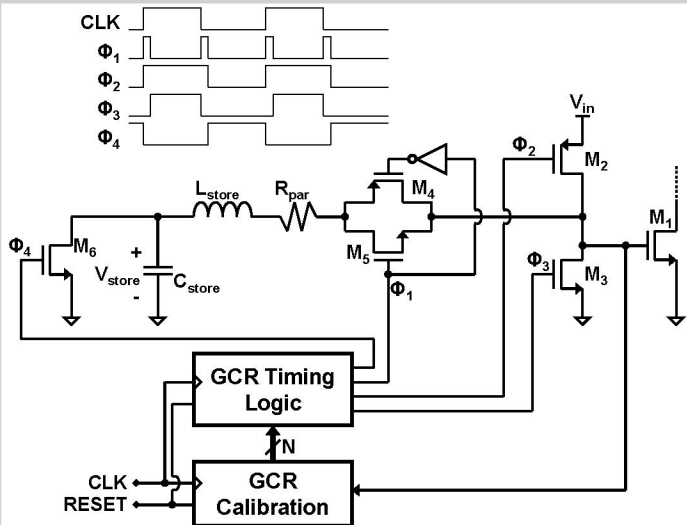 CLK
Φ1
Φ2
Φ3
Φ4
Vin
Φ2
M2
Lstore
Rpar
M4
M1
Φ4
M6
+
Vstore
-
Cstore
M5
Φ1
Φ3
M3
GCR Timing
Logic
N
CLK
RESET
GCR
Calibration